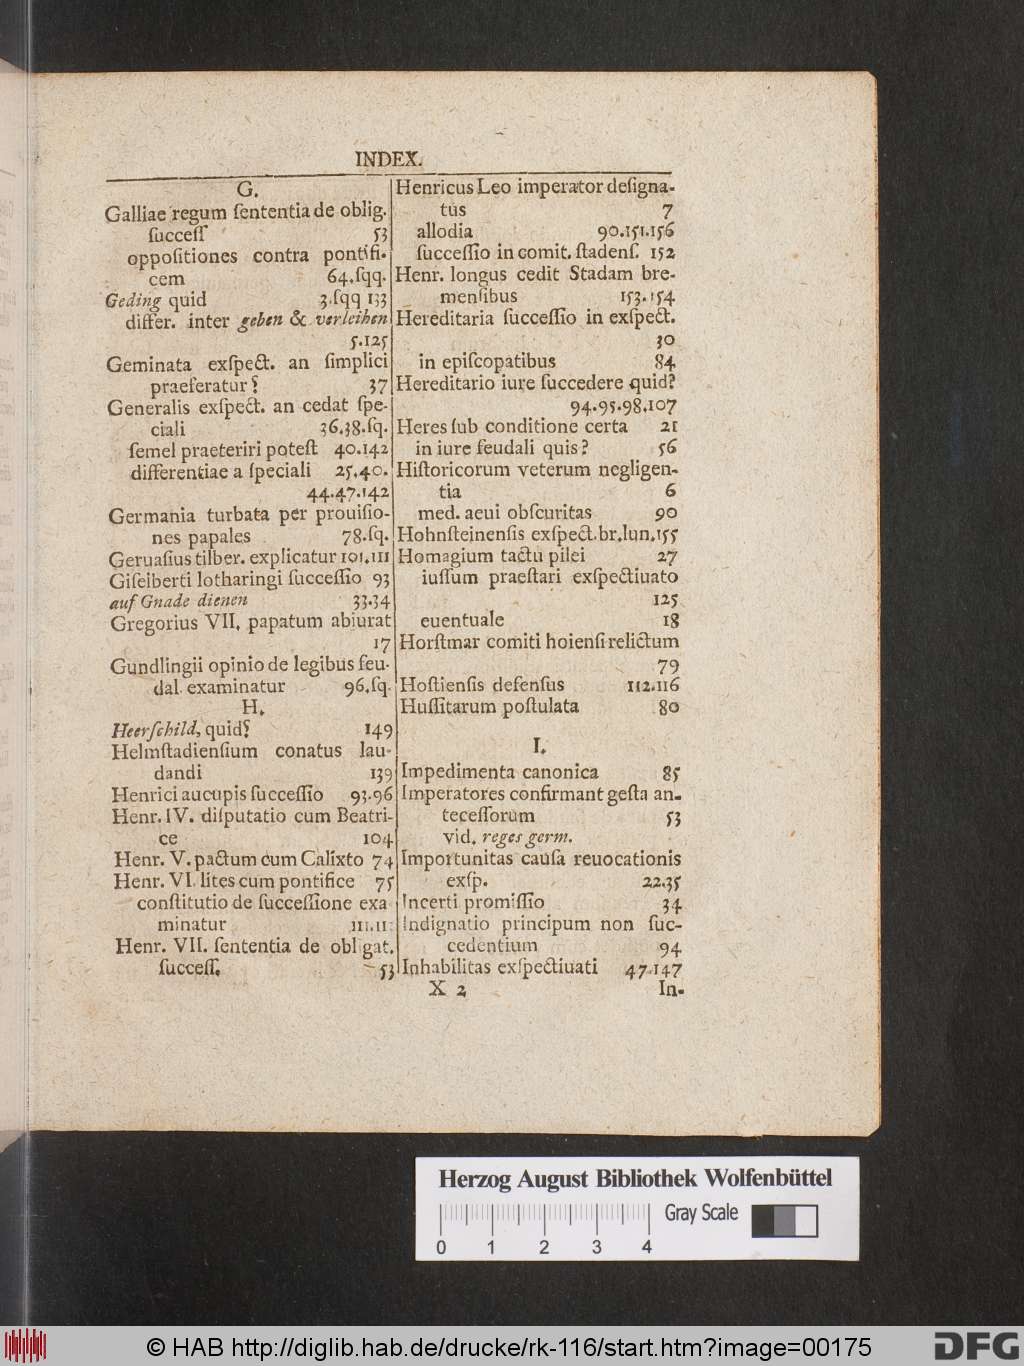 INDEX.
G.
Galliae regum ſententia de oblig.
ſucceſſ 53
oppoſitiones contra pontifi-
cem 64.ſqq.
Geding quid 3.ſqq 133
differ. inter geben & verleihen
5.125
Geminata exſpect. an ſimplici
praeferatur? 37
Generalis exſpect. an cedat ſpe-
ciali 36.38.ſq.
ſemel praeteriri poteſt 40.142
differentiae a ſpeciali 25.40.
44.47.142
Germania turbata per prouiſio-
nes papales 78.ſq.
Geruaſius tilber. explicatur 101.111
Giſelberti lotharingi ſucceſſio 93
auf Gnade dienen 33.34
Gregorius VII. papatum abiurat
17
Gundlingii opinio de legibus feu-
dal. examinatur 96.ſq.
H.
Heerſchild, quid? 149
Helmſtadienſium conatus lau-
dandi 139
Henrici aucupis ſucceſſio 93.96
Henr. IV. diſputatio cum Beatri-
ce 104
Henr. V. pactum cum Calixto 74
Henr. VI. lites cum pontifice 75
conſtitutio de ſucceſſione exa
minatur
Henr. VII. ſententia de obligat.
ſucceſſ. 53
Henricus Leo imperator deſigna-
tus 7
allodia 90.151.156
ſucceſſio in comit. ſtadenſ. 152
Henr. longus cedit Stadam bre-
menſibus 153.154
Hereditaria ſucceſſio in exſpect.
30
in epiſcopatibus 84
Hereditario iure ſuccedere quid?
94.95.98.107
Heres ſub conditione certa 21
in iure feudali quis? 56
Hiſtoricorum veterum negligen-
tia 6
med. aeui obſcuritas 90
Hohnſteinenſis exſpect.br.lun.155
Homagium tactu pilei 27
iuſſum praeſtari exſpectiuato
125
euentuale 18
Horſtmar comiti hoienſi relictum
79
Hoſtienſis defenſus 112.116
Huſſitarum poſtulata 80
I.
Impedimenta canonica 85
Imperatores confirmant geſta an-
teceſſorum 53
vid. reges germ.
Importunitas cauſa reuocationis
exſp. 22.35
Incerti promiſſio 34
Indignatio principum non ſuc-
cedentium 94
Inhabilitas exſpectiuati 47.147
X 2 In-
Herzog August Bibliothek Wolfenbüttel
Gray Scale
0 1 2 3 4
© HAB http://diglib.hab.de/drucke/rk-116/start.htm?image=00175
DFG